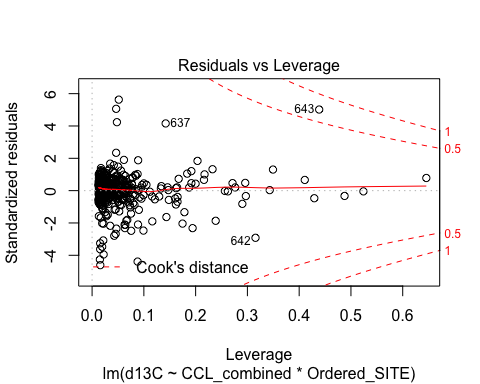 Residuals vs Leverage
Standardized residuals
6
4
2
0
-2
-4
643
637
642
1
0.5
0.5
1
Cook's distance
0.0 0.1 0.2 0.3 0.4 0.5 0.6
Leverage
lm(d13C ~ CCL_combined * Ordered_SITE)